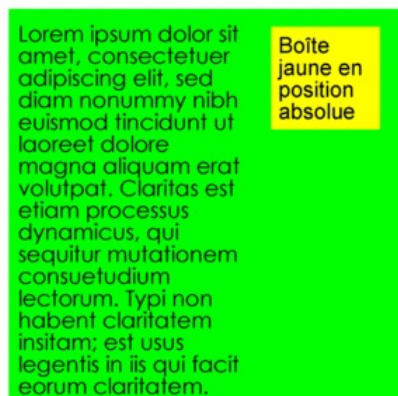 Lorem ipsum dolor sit
amet, consectetuer
adipiscing elit, sed
diam nonummy nibh
euismod tincidunt ut
laoreet dolore
magna aliquam erat
volutpat. Claritas est
etiam processus
dynamicus, qui
sequitur mutationem
consuetudium
lectorum. Typi non
habent claritatem
insitam; est usus
legentis in iis qui facit
eorum claritatem.
Boîte
jaune en
position
absolue